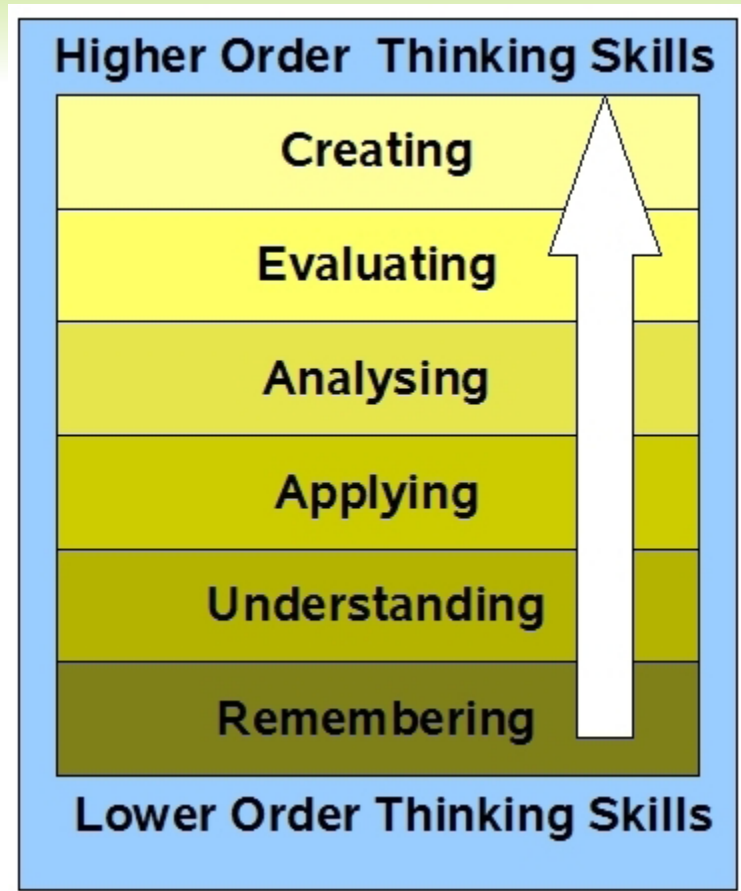 Higher Order Thinking Skills
Creating
Evaluating
Analysing
Applying
Understanding
Remembering
Lower Order Thinking Skills